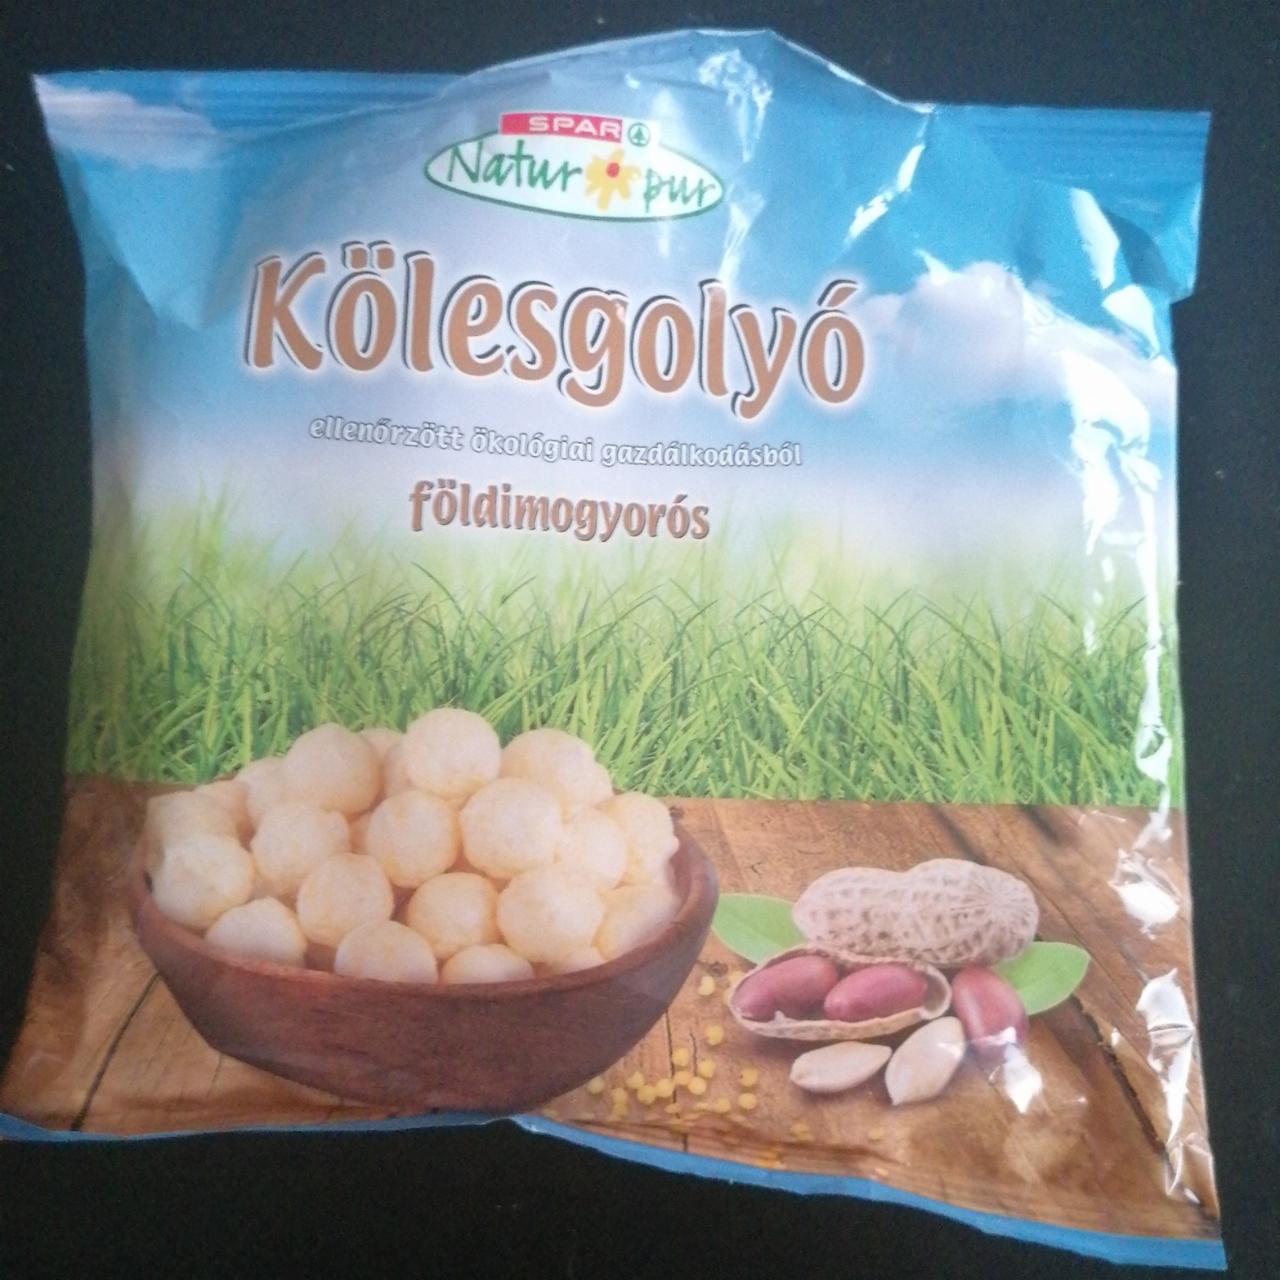 SPAR
Natur pur
Kölesgolyó
ellenőrzött ökológiai gazdálkodásból
földimogyorós